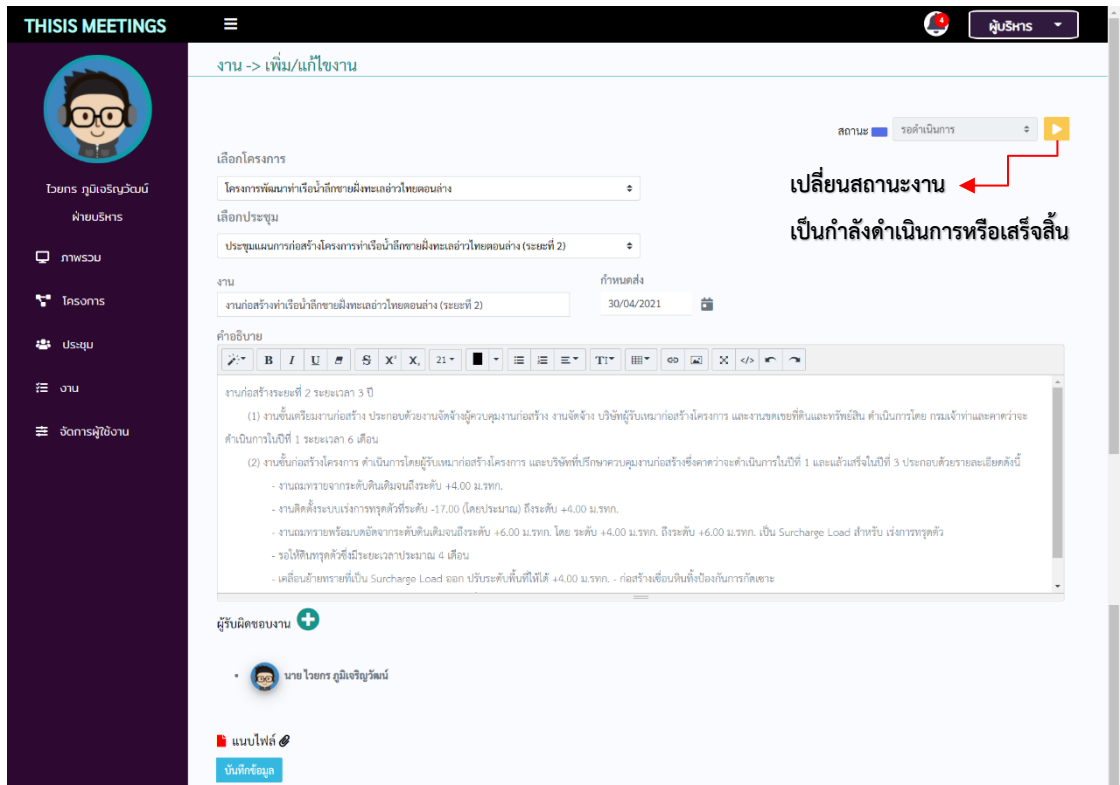 THISIS MEETINGS
4
ผู้บริหาร
งาน -> เพิ่ม/แก้ไขงาน
สถานะ รอดำเนินการ
เปลี่ยนสถานะงาน
เป็นกำลังดำเนินการหรือเสร็จสิ้น
ไวยกร ภูมิเจริญวัฒน์
ฝ่ายบริหาร
ภาพรวม
โครงการ
ประชุม
งาน
จัดการผู้ใช้งาน
เลือกโครงการ
โครงการพัฒนาท่าเรือน้ำลึกชายฝั่งทะเลอ่าวไทยตอนล่าง
เลือกประชุม
ประชุมแผนการก่อสร้างโครงการท่าเรือน้ำลึกชายฝั่งทะเลอ่าวไทยตอนล่าง (ระยะที่ 2)
งาน กำหนดส่ง
งานก่อสร้างท่าเรือน้ำลึกชายฝั่งทะเลอ่าวไทยตอนล่าง (ระยะที่ 2) 30/04/2021
คำอธิบาย
B I U S X² X₂ 21 TI </>
งานก่อสร้างระยะที่ 2 ระยะเวลา 3 ปี
(1) งานขั้นเตรียมงานก่อสร้าง ประกอบด้วยงานจัดจ้างผู้ควบคุมงานก่อสร้าง งานจัดจ้าง บริษัทผู้รับเหมาก่อสร้างโครงการ และงานชดเชยที่ดินและทรัพย์สิน ดำเนินการโดย กรมเจ้าท่าและคาดว่าจะ
ดำเนินการในปีที่ 1 ระยะเวลา 6 เดือน
(2) งานขั้นก่อสร้างโครงการ ดำเนินการโดยผู้รับเหมาก่อสร้างโครงการ และบริษัทที่ปรึกษาควบคุมงานก่อสร้างซึ่งคาดว่าจะดำเนินการในปีที่ 1 และแล้วเสร็จในปีที่ 3 ประกอบด้วยรายละเอียดดังนี้
- งานถมทรายจากระดับดินเดิมจนถึงระดับ +4.00 ม.รทก.
- งานติดตั้งระบบเร่งการทรุดตัวที่ระดับ -17.00 (โดยประมาณ) ถึงระดับ +4.00 ม.รทก.
- งานถมทรายพร้อมบดอัดจากระดับดินเดิมจนถึงระดับ +6.00 ม.รทก. โดย ระดับ +4.00 ม.รทก. ถึงระดับ +6.00 ม.รทก. เป็น Surcharge Load สำหรับ เร่งการทรุดตัว
- รอให้ดินทรุดตัวซึ่งมีระยะเวลาประมาณ 4 เดือน
- เคลื่อนย้ายทรายที่เป็น Surcharge Load ออก ปรับระดับพื้นที่ให้ได้ +4.00 ม.รทก. - ก่อสร้างเขื่อนหินทิ้งป้องกันการกัดเซาะ
ผู้รับผิดชอบงาน
นาย ไวยกร ภูมิเจริญวัฒน์
แนบไฟล์
บันทึกข้อมูล